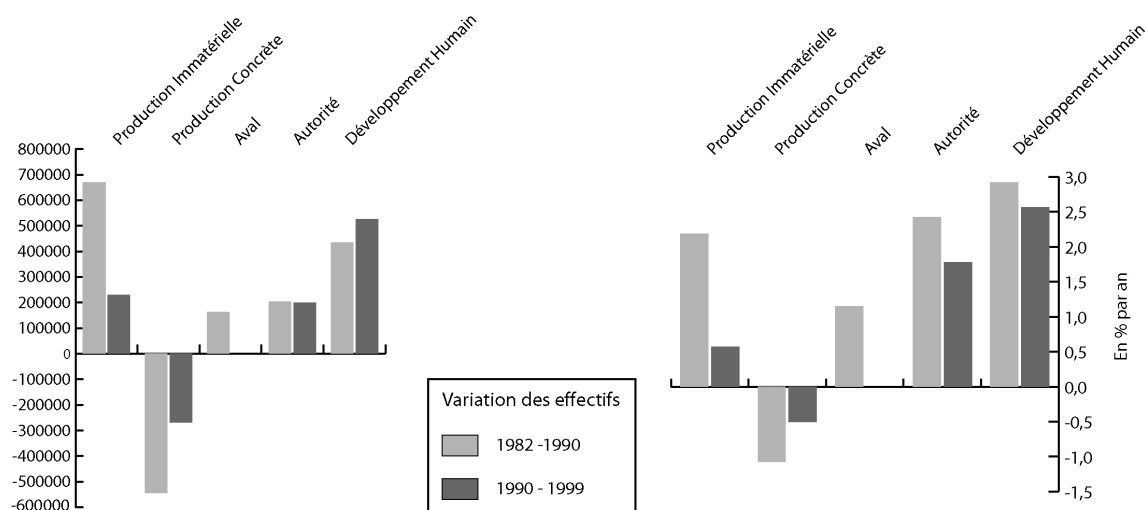 Production Immatérielle
Production Concrète
Aval
Autorité
Développement Humain
800000
700000
600000
500000
400000
300000
200000
100000
0
-100000
-200000
-300000
-400000
-500000
-600000
Variation des effectifs
1982 -1990
1990 - 1999
Production Immatérielle
Production Concrète
Aval
Autorité
Développement Humain
3,0
2,5
2,0
1,5
1,0
0,5
0,0
-0,5
-1,0
-1,5
En % par an